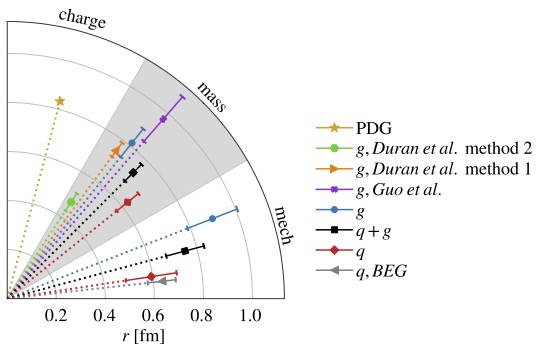 charge
mass
mech
0.2 0.4 0.6 0.8 1.0
r [fm]
PDG
g, Duran et al. method 2
g, Duran et al. method 1
g, Guo et al.
g
q + g
q
q, BEG